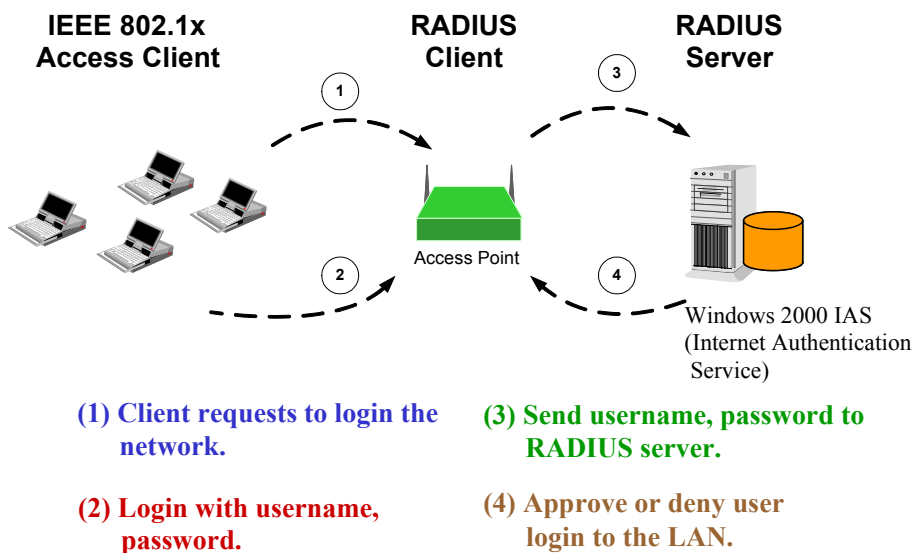 IEEE 802.1x
Access Client
RADIUS
Client
RADIUS
Server
1
3
2
4
Access Point
Windows 2000 IAS
(Internet Authentication
Service)
(1) Client requests to login the
network.
(2) Login with username,
password.
(3) Send username, password to
RADIUS server.
(4) Approve or deny user
login to the LAN.